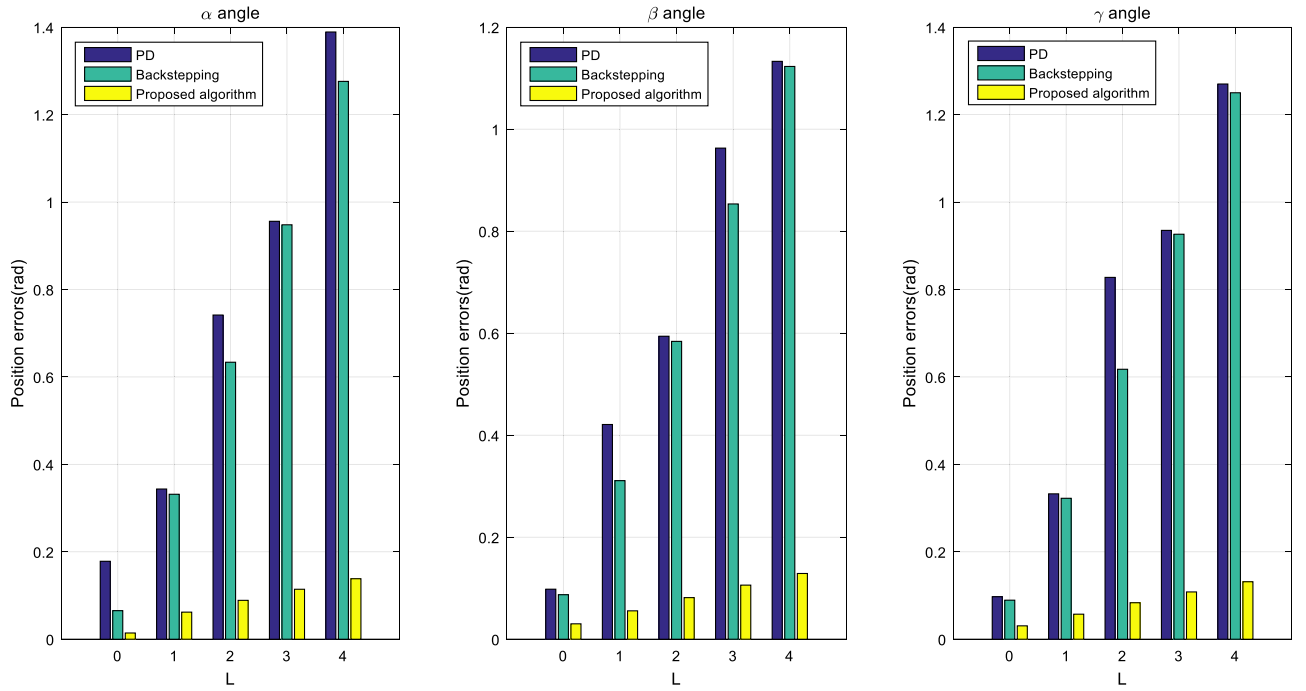 α angle
1.4
1.2
1
0.8
0.6
0.4
0.2
0
Position errors(rad)
PD
Backstepping
Proposed algorithm
0 1 2 3 4
L
β angle
1.2
1
0.8
0.6
0.4
0.2
0
Position errors(rad)
PD
Backstepping
Proposed algorithm
0 1 2 3 4
L
γ angle
1.4
1.2
1
0.8
0.6
0.4
0.2
0
Position errors(rad)
PD
Backstepping
Proposed algorithm
0 1 2 3 4
L